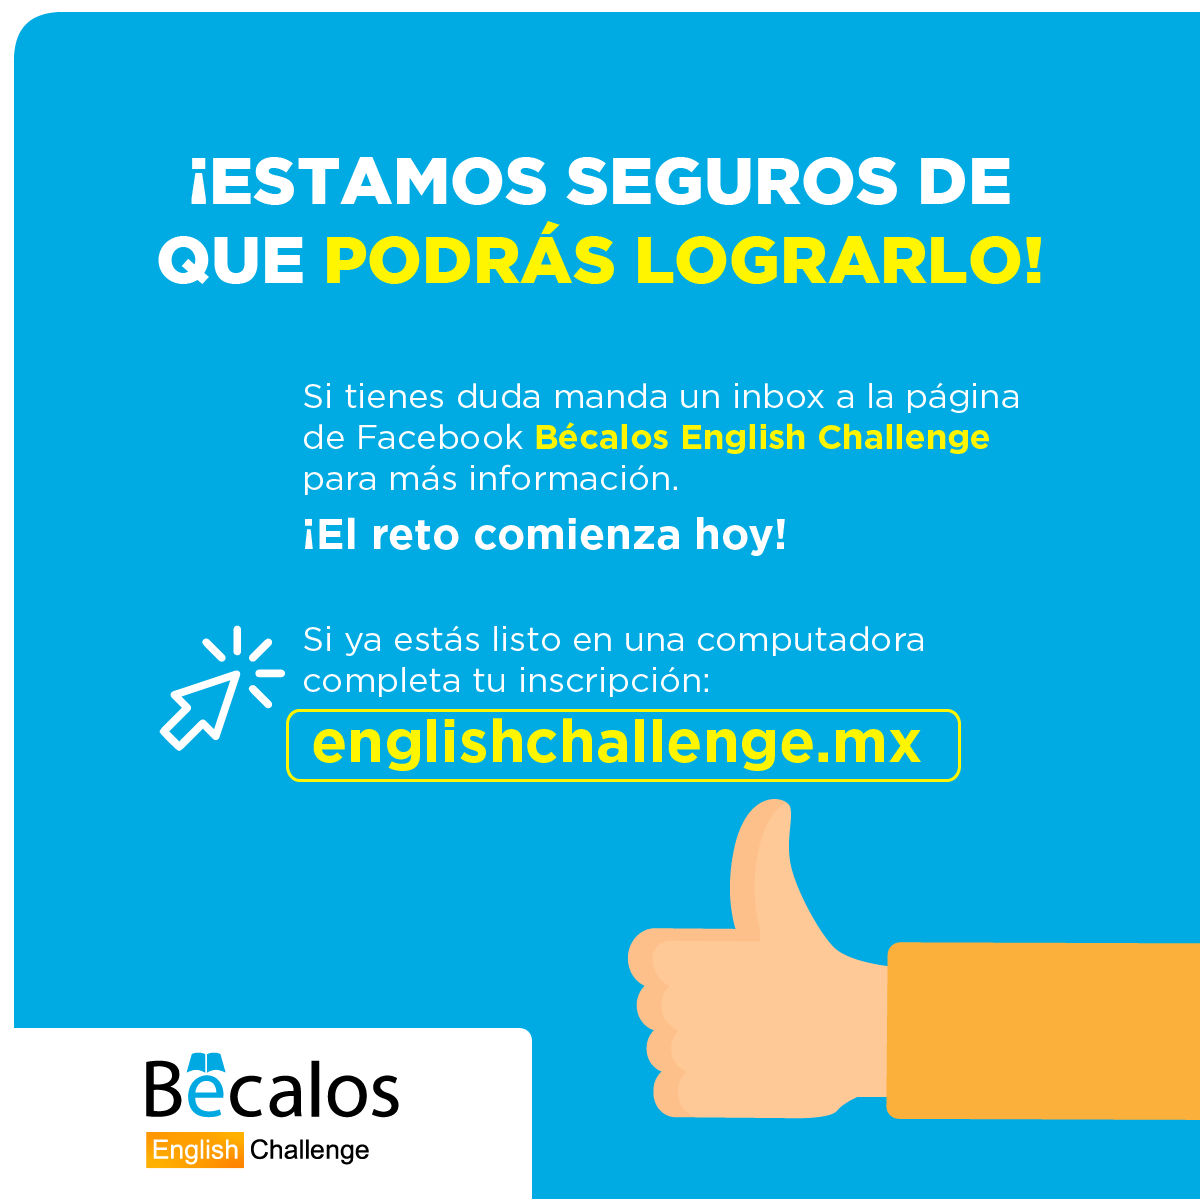 ¡ESTAMOS SEGUROS DE
QUE PODRÁS LOGRARLO!
Si tienes duda manda un inbox a la página
de Facebook Bécalos English Challenge
para más información.
¡El reto comienza hoy!
Si ya estás listo en una computadora
completa tu inscripción:
englishchallenge.mx
Bécalos
English Challenge